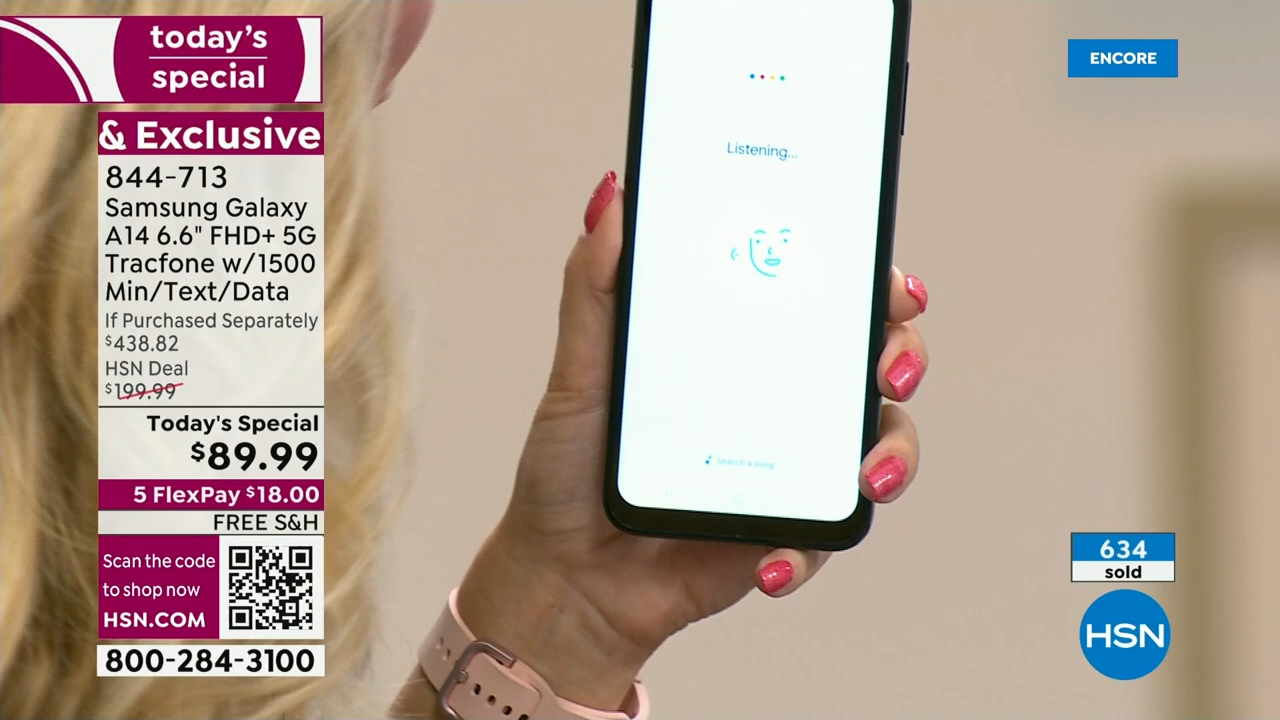 today's
special
& Exclusive
844-713
Samsung Galaxy
A14 6.6" FHD+ 5G
Tracfone w/1500
Min/Text/Data
If Purchased Separately
$438.82
HSN Deal
$199.99
Today's Special
$89.99
5 FlexPay $18.00
FREE S&H
Scan the code
to shop now
HSN.COM
800-284-3100
Listening...
Search a song
ENCORE
634
sold
HSN